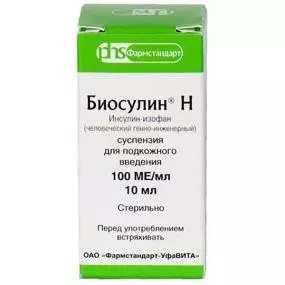 phs Фармстандарт
Биосулин® Н
Инсулин-изофан
(человеческий генно-инженерный)
суспензия
для подкожного
введения
100 МЕ/мл
10 мл
Стерильно
Перед употреблением
встряхивать
ОАО «Фармстандарт-УфаВИТА»